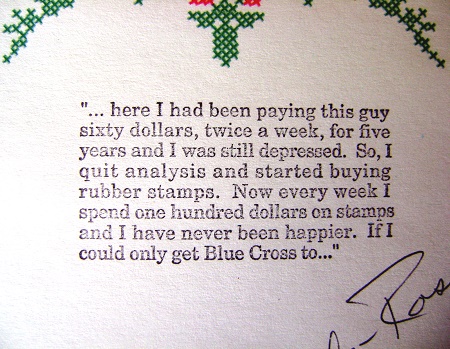 "... here I had been paying this guy
sixty dollars, twice a week, for five
years and I was still depressed. So, I
quit analysis and started buying
rubber stamps. Now every week I
spend one hundred dollars on stamps
and I have never been happier. If I
could only get Blue Cross to..."